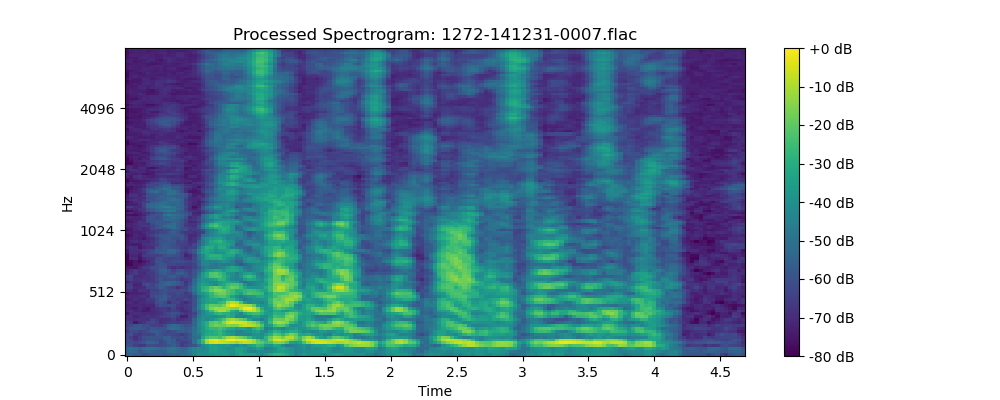 Processed Spectrogram: 1272-141231-0007.flac
Hz
4096
2048
1024
512
0
0 0.5 1 1.5 2 2.5 3 3.5 4 4.5
Time
+0 dB
-10 dB
-20 dB
-30 dB
-40 dB
-50 dB
-60 dB
-70 dB
-80 dB